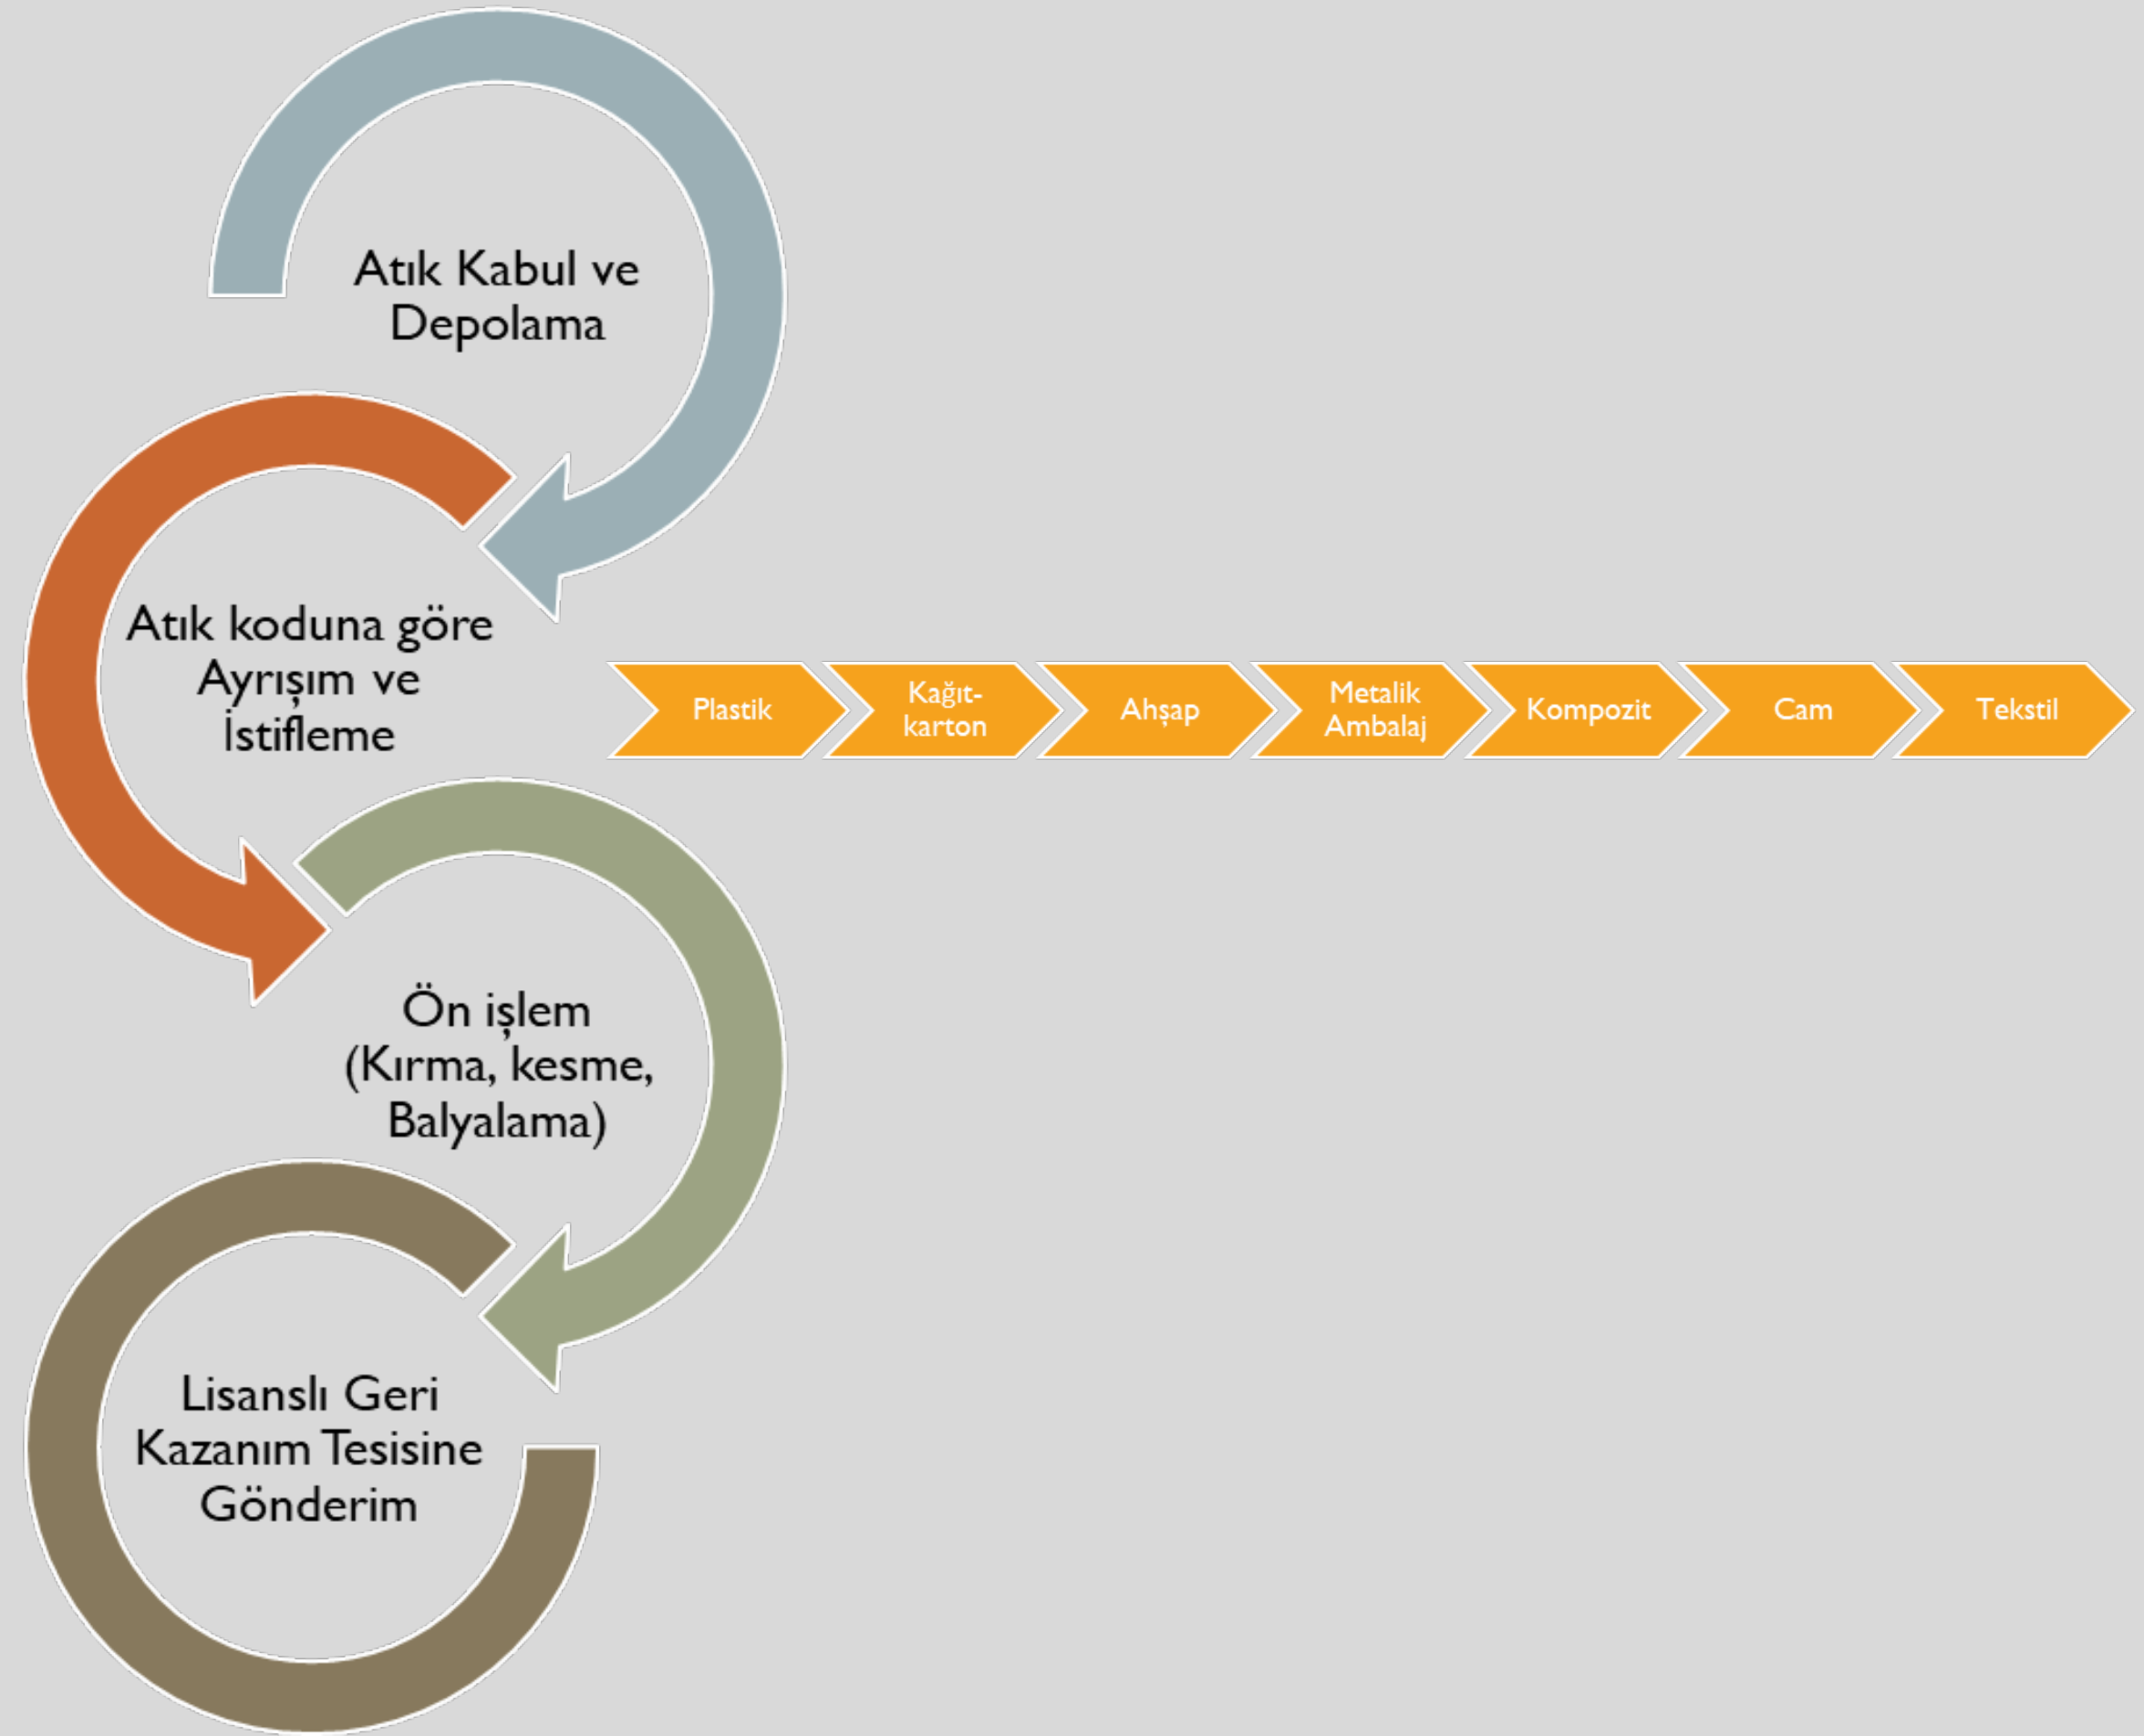 Atık Kabul ve
Depolama
Atık koduna göre
Ayrışım ve
İstifleme
Plastik
Kağıt-
karton
Ahşap
Metalik
Ambalaj
Kompozit
Cam
Tekstil
Ön işlem
(Kırma, kesme,
Balyalama)
Lisanslı Geri
Kazanım Tesisine
Gönderim